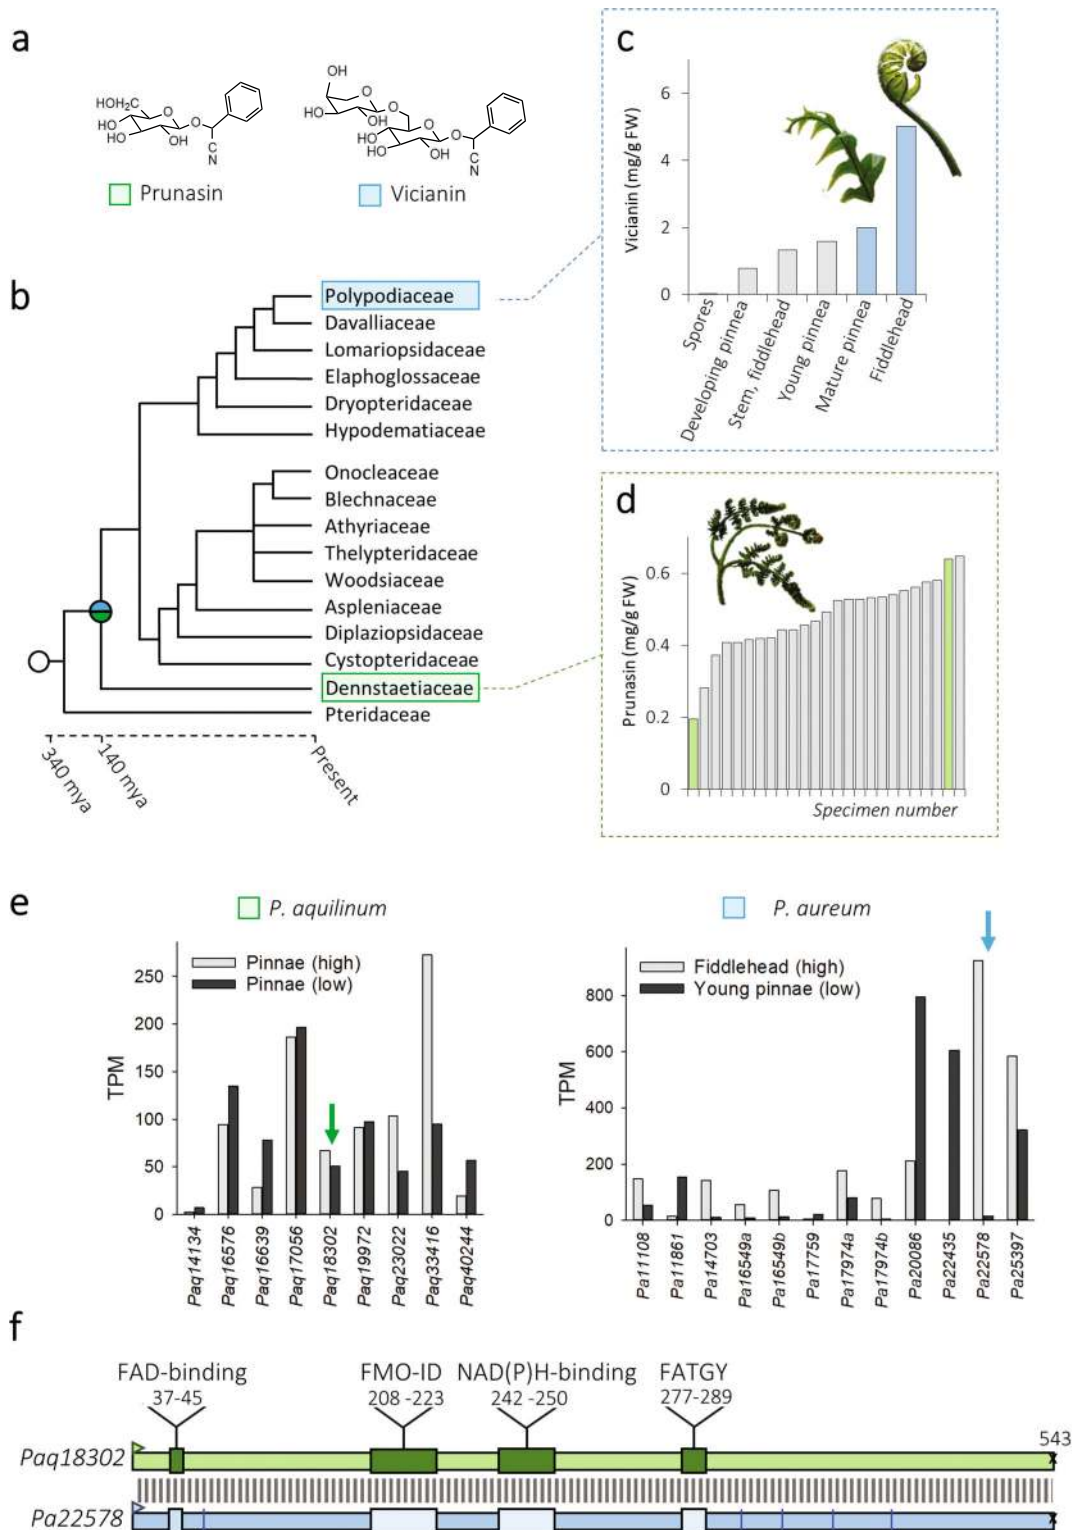 a
HOH₂C
HO
HO
O
OH
O
CN
Prunasin
OH
HO
O
OH
O
HO
HO
O
OH
O
CN
Vicianin
b
Polypodiaceae
Davalliaceae
Lomariopsidaceae
Elaphoglossaceae
Dryopteridaceae
Hypodematiaceae
Onocleaceae
Blechnaceae
Athyriaceae
Thelypteridaceae
Woodsiaceae
Aspleniaceae
Diplaziopsidaceae
Cystopteridaceae
Dennstaetiaceae
Pteridaceae
340 mya
140 mya
Present
c
Vicianin (mg/g FW)
6
4
2
0
Spores
Developing pinnea
Stem, fiddlehead
Young pinnea
Mature pinnea
Fiddlehead
d
Prunasin (mg/g FW)
0.6
0.4
0.2
0
Specimen number
e
P. aquilinum
Pinnae (high)
Pinnae (low)
TPM
250
200
150
100
50
0
Paq14134
Paq16576
Paq16639
Paq17056
Paq18302
Paq19972
Paq23022
Paq33416
Paq40244
P. aureum
Fiddlehead (high)
Young pinnae (low)
TPM
800
600
400
200
0
Pa11108
Pa11861
Pa14703
Pa16549a
Pa16549b
Pa17759
Pa17974a
Pa17974b
Pa20086
Pa22435
Pa22578
Pa25397
f
FAD-binding
37-45
FMO-ID
208 -223
NAD(P)H-binding
242 -250
FATGY
277-289
543
Paq18302
x
Pa22578
x